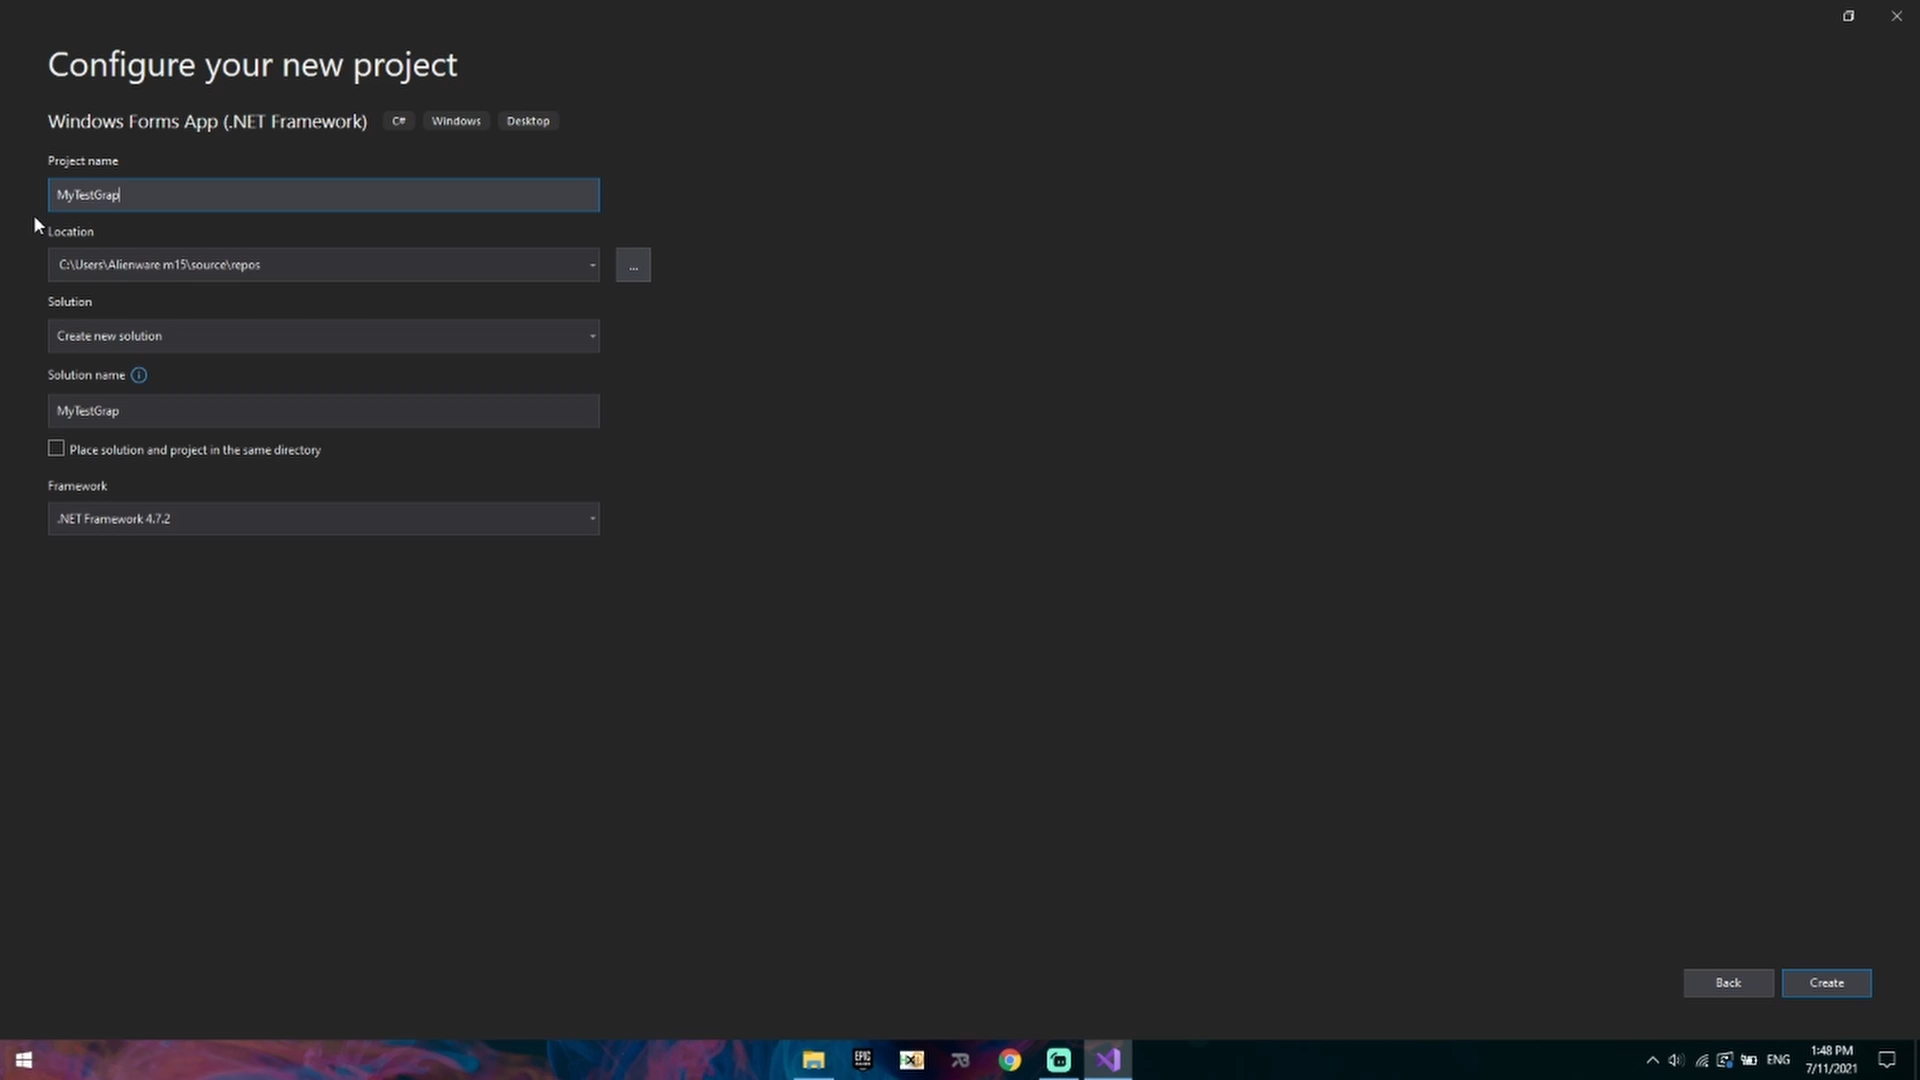 Configure your new project
Windows Forms App (.NET Framework) C# Windows Desktop
Project name
MyTestGrap
Location
C:\Users\Alienware m15\source\repos
...
Solution
Create new solution
Solution name
MyTestGrap
Place solution and project in the same directory
Framework
.NET Framework 4.7.2
Back Create
EPIC
ENG
1:48 PM
7/11/2021